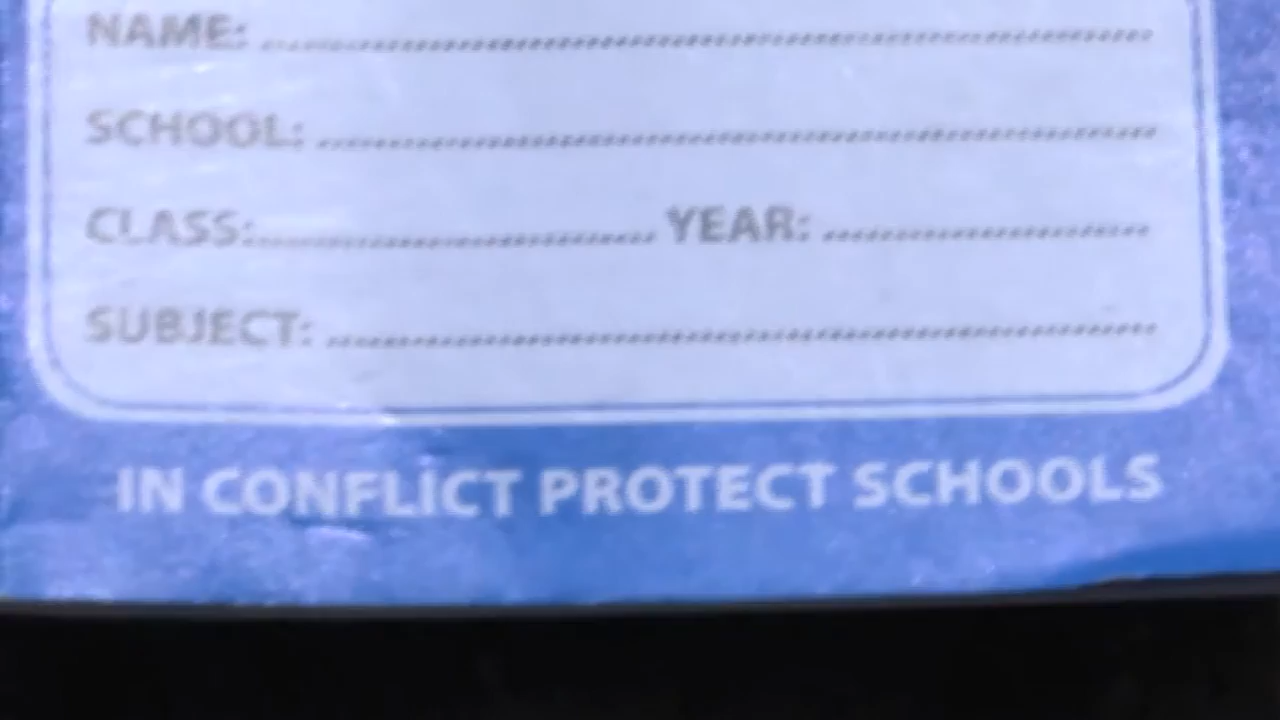 NAME: ........................................................
SCHOOL: ........................................................
CLASS:............................ YEAR: ............................
SUBJECT: ........................................................
IN CONFLICT PROTECT SCHOOLS